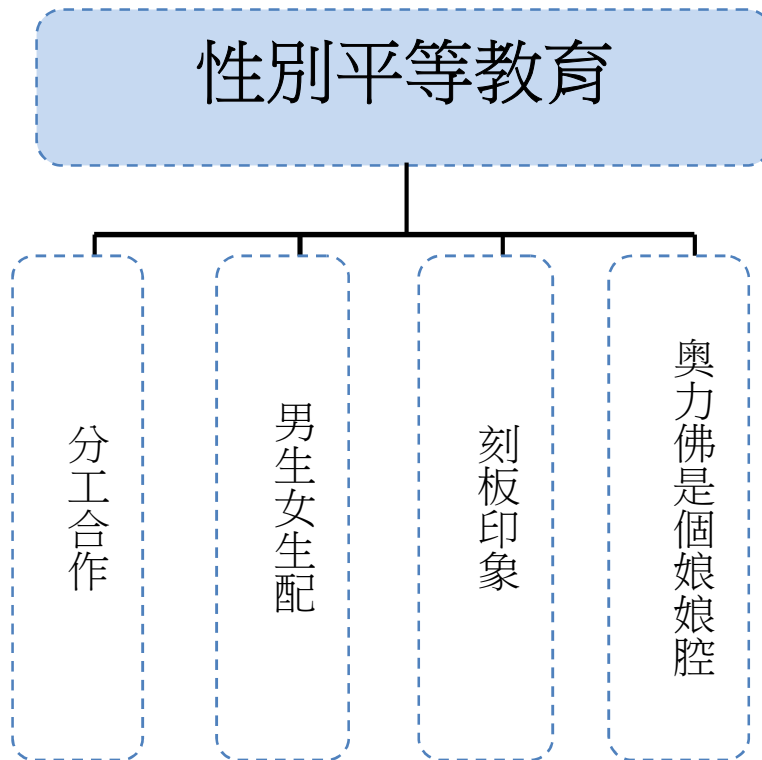 性別平等教育
分工合作
男生女生配
刻板印象
奧力佛是個娘娘腔